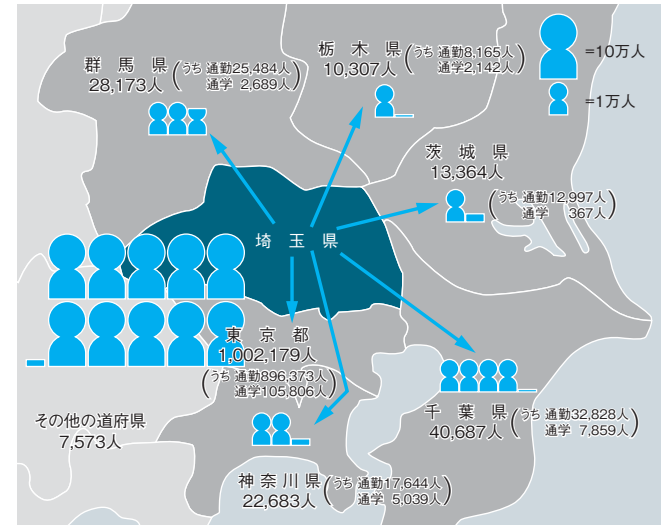 群馬県
28,173人
(うち 通勤25,484人
通学 2,689人)
栃木県
10,307人
(うち 通勤8,165人
通学2,142人)
=10万人
=1万人
茨城県
13,364人
(うち 通勤12,997人
通学 367人)
埼玉県
東京都
1,002,179人
(うち 通勤896,373人
通学105,806人)
千葉県
40,687人
(うち 通勤32,828人
通学 7,859人)
その他の道府県
7,573人
神奈川県
22,683人
(うち 通勤17,644人
通学 5,039人)